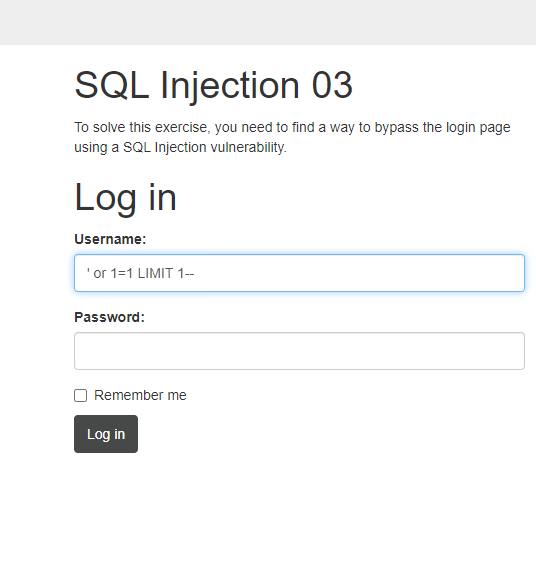 SQL Injection 03
To solve this exercise, you need to find a way to bypass the login page
using a SQL Injection vulnerability.
Log in
Username:
' or 1=1 LIMIT 1--
Password:
Remember me
Log in